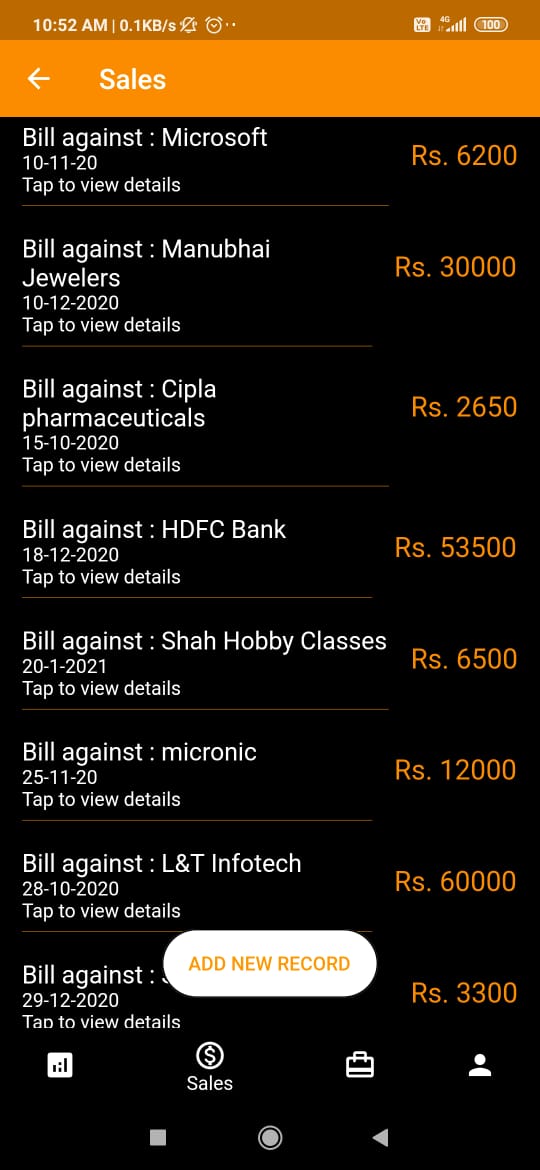 10:52 AM | 0.1KB/s
Vo LTE 4G 100
Sales
Bill against : Microsoft
10-11-20
Tap to view details
Rs. 6200
Bill against : Manubhai
Jewelers
10-12-2020
Tap to view details
Rs. 30000
Bill against : Cipla
pharmaceuticals
15-10-2020
Tap to view details
Rs. 2650
Bill against : HDFC Bank
18-12-2020
Tap to view details
Rs. 53500
Bill against : Shah Hobby Classes
20-1-2021
Tap to view details
Rs. 6500
Bill against : micronic
25-11-20
Tap to view details
Rs. 12000
Bill against : L&T Infotech
28-10-2020
Tap to view details
Rs. 60000
Bill against :
29-12-2020
Tap to view details
Rs. 3300
ADD NEW RECORD
Sales